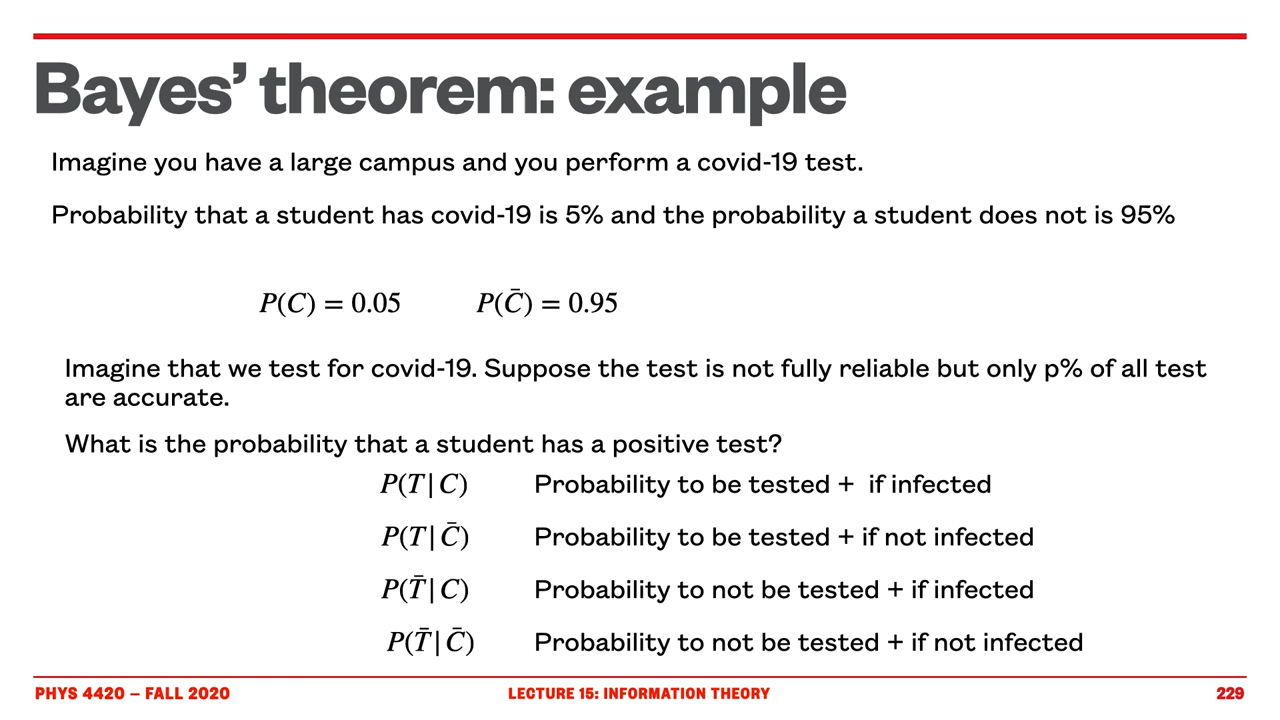 Bayes’ theorem: example
Imagine you have a large campus and you perform a covid-19 test.
Probability that a student has covid-19 is 5% and the probability a student does not is 95%
P(C) = 0.05 P(C̄) = 0.95
Imagine that we test for covid-19. Suppose the test is not fully reliable but only p% of all test
are accurate.
What is the probability that a student has a positive test?
P(T|C) Probability to be tested + if infected
P(T|C̄) Probability to be tested + if not infected
P(T̄|C) Probability to not be tested + if infected
P(T̄|C̄) Probability to not be tested + if not infected
PHYS 4420 – FALL 2020 LECTURE 15: INFORMATION THEORY 229